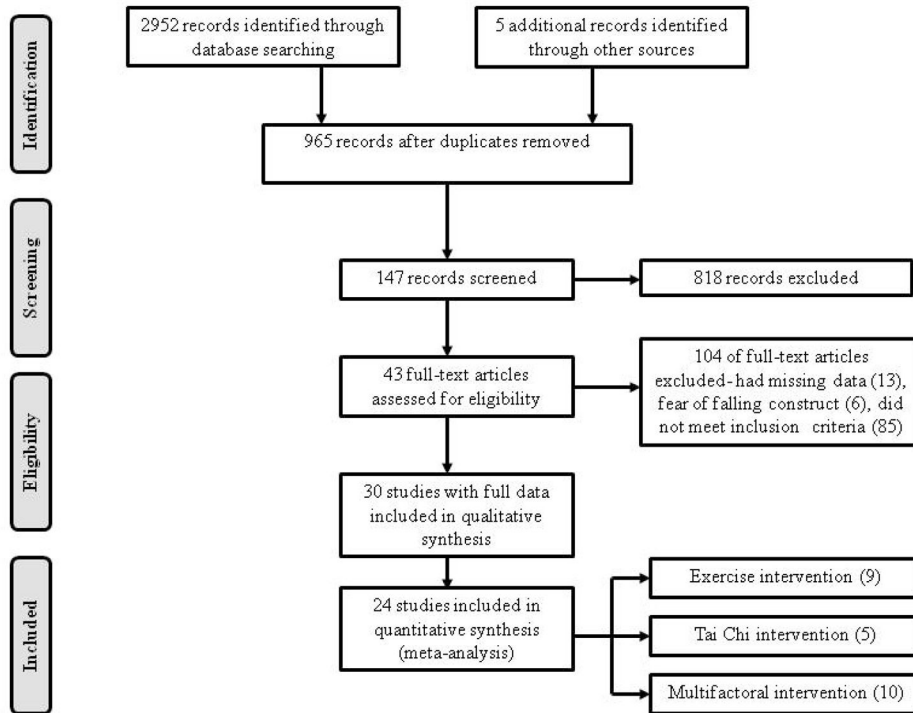 Identification
2952 records identified through
database searching
5 additional records identified
through other sources
965 records after duplicates removed
Screening
147 records screened
818 records excluded
Eligibility
43 full-text articles
assessed for eligibility
104 of full-text articles
excluded-had missing data (13),
fear of falling construct (6), did
not meet inclusion criteria (85)
30 studies with full data
included in qualitative
synthesis
Included
24 studies included in
quantitative synthesis
(meta-analysis)
Exercise intervention (9)
Tai Chi intervention (5)
Multifactoral intervention (10)